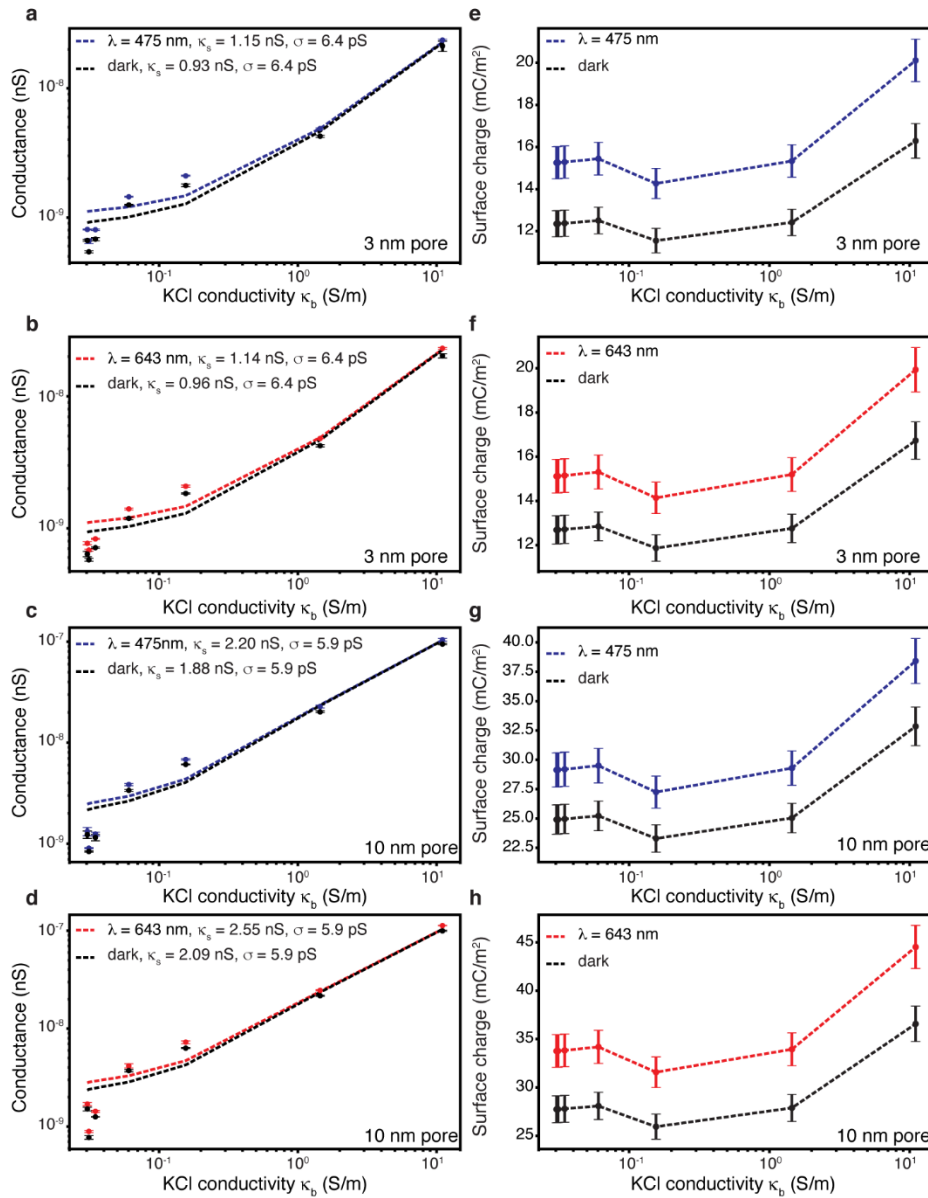 a
λ = 475 nm, κs = 1.15 nS, σ = 6.4 pS
dark, κs = 0.93 nS, σ = 6.4 pS
Conductance (nS)
10⁻⁸
10⁻⁹
3 nm pore
10⁻¹ 10⁰ 10¹
KCl conductivity κb (S/m)
e
λ = 475 nm
dark
Surface charge (mC/m²)
20
18
16
14
12
3 nm pore
10⁻¹ 10⁰ 10¹
KCl conductivity κb (S/m)
b
λ = 643 nm, κs = 1.14 nS, σ = 6.4 pS
dark, κs = 0.96 nS, σ = 6.4 pS
Conductance (nS)
10⁻⁸
10⁻⁹
3 nm pore
10⁻¹ 10⁰ 10¹
KCl conductivity κb (S/m)
f
λ = 643 nm
dark
Surface charge (mC/m²)
20
18
16
14
12
3 nm pore
10⁻¹ 10⁰ 10¹
KCl conductivity κb (S/m)
c
λ = 475nm, κs = 2.20 nS, σ = 5.9 pS
dark, κs = 1.88 nS, σ = 5.9 pS
Conductance (nS)
10⁻⁷
10⁻⁸
10⁻⁹
10 nm pore
10⁻¹ 10⁰ 10¹
KCl conductivity κb (S/m)
g
λ = 475 nm
dark
Surface charge (mC/m²)
40.0
37.5
35.0
32.5
30.0
27.5
25.0
22.5
10 nm pore
10⁻¹ 10⁰ 10¹
KCl conductivity κb (S/m)
d
λ = 643 nm, κs = 2.55 nS, σ = 5.9 pS
dark, κs = 2.09 nS, σ = 5.9 pS
Conductance (nS)
10⁻⁷
10⁻⁸
10⁻⁹
10 nm pore
10⁻¹ 10⁰ 10¹
KCl conductivity κb (S/m)
h
λ = 643 nm
dark
Surface charge (mC/m²)
45
40
35
30
25
10 nm pore
10⁻¹ 10⁰ 10¹
KCl conductivity κb (S/m)